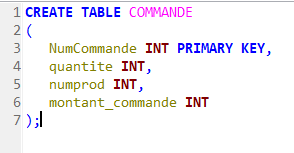 1 CREATE TABLE COMMANDE
2 (
3 NumCommande INT PRIMARY KEY,
4 quantite INT,
5 numprod INT,
6 montant_commande INT
7 );